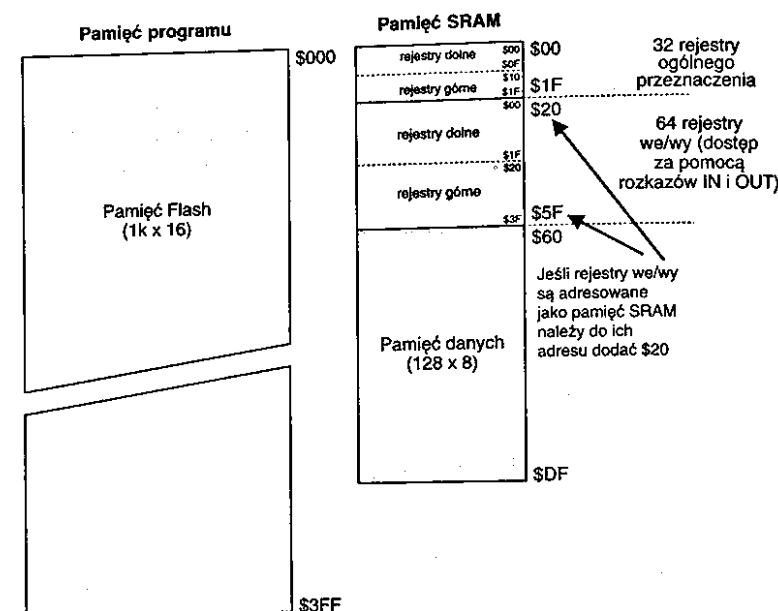 Pamięć programu
$000
Pamięć Flash
(1k x 16)
$3FF
Pamięć SRAM
rejestry dolne
$00
$0F
$10
rejestry górne
$1F
$00
rejestry dolne
$1F
$20
rejestry górne
$3F
Pamięć danych
(128 x 8)
$00
$1F
$20
$5F
$60
$DF
32 rejestry
ogólnego
przeznaczenia
64 rejestry
we/wy (dostęp
za pomocą
rozkazów IN i OUT)
Jeśli rejestry we/wy
są adresowane
jako pamięć SRAM
należy do ich
adresu dodać $20